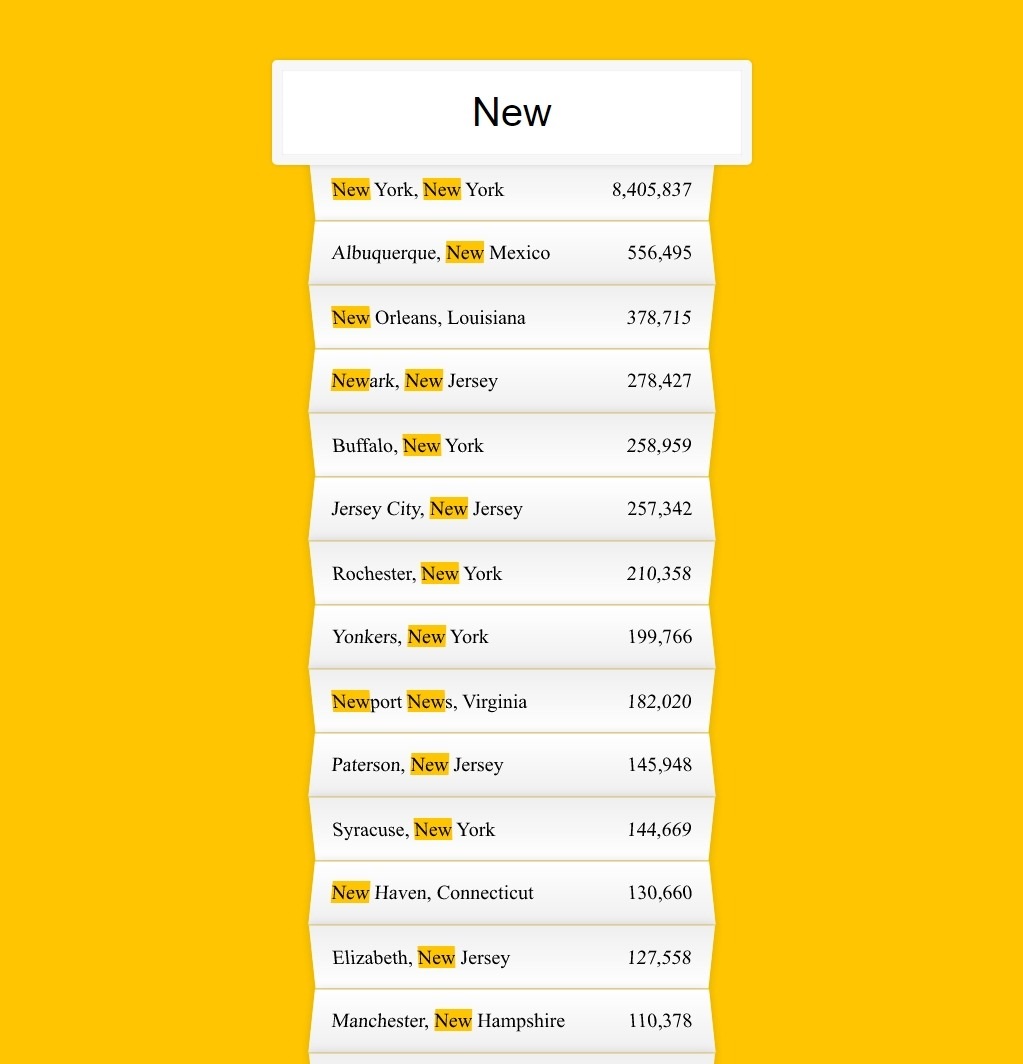 New
New York, New York 8,405,837
Albuquerque, New Mexico 556,495
New Orleans, Louisiana 378,715
Newark, New Jersey 278,427
Buffalo, New York 258,959
Jersey City, New Jersey 257,342
Rochester, New York 210,358
Yonkers, New York 199,766
Newport News, Virginia 182,020
Paterson, New Jersey 145,948
Syracuse, New York 144,669
New Haven, Connecticut 130,660
Elizabeth, New Jersey 127,558
Manchester, New Hampshire 110,378